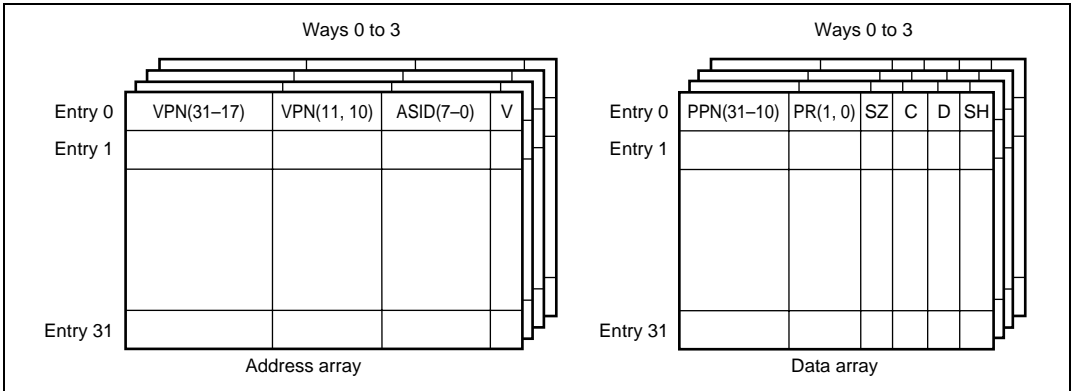 Ways 0 to 3
Entry 0
VPN(31–17)
VPN(11, 10)
ASID(7–0)
V
Entry 1
Entry 31
Address array
Ways 0 to 3
Entry 0
PPN(31–10)
PR(1, 0)
SZ
C
D
SH
Entry 1
Entry 31
Data array